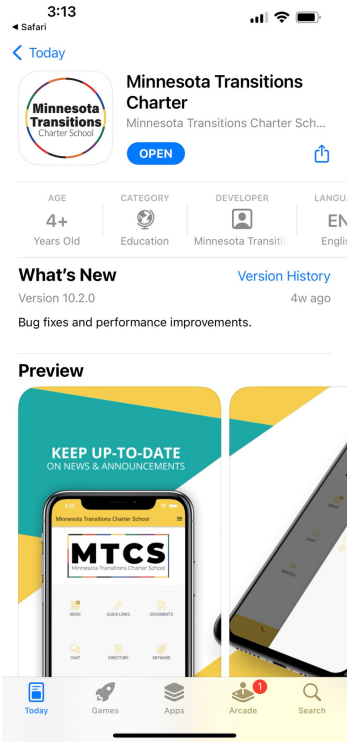 3:13
Safari
Today
Minnesota
Transitions
Charter School
Minnesota Transitions
Charter
Minnesota Transitions Charter Sch...
OPEN
AGE
CATEGORY
DEVELOPER
4+
EN
Years Old
Education
Minnesota
What's New
Version History
Version 10.2.0
4w ago
Bug fixes and performance improvements.
Preview
KEEP UP-TO-DATE
ON NEWS & ANNOUNCEMENTS
Minnesota Transitions Charter School
MTCS
Minnesota Transitions Charter School
NEWS
QUICK LINKS
DOCUMENTS
CHAT
DIRECTORY
SKYWARD
1
Today
Games
Apps
Arcade
Search